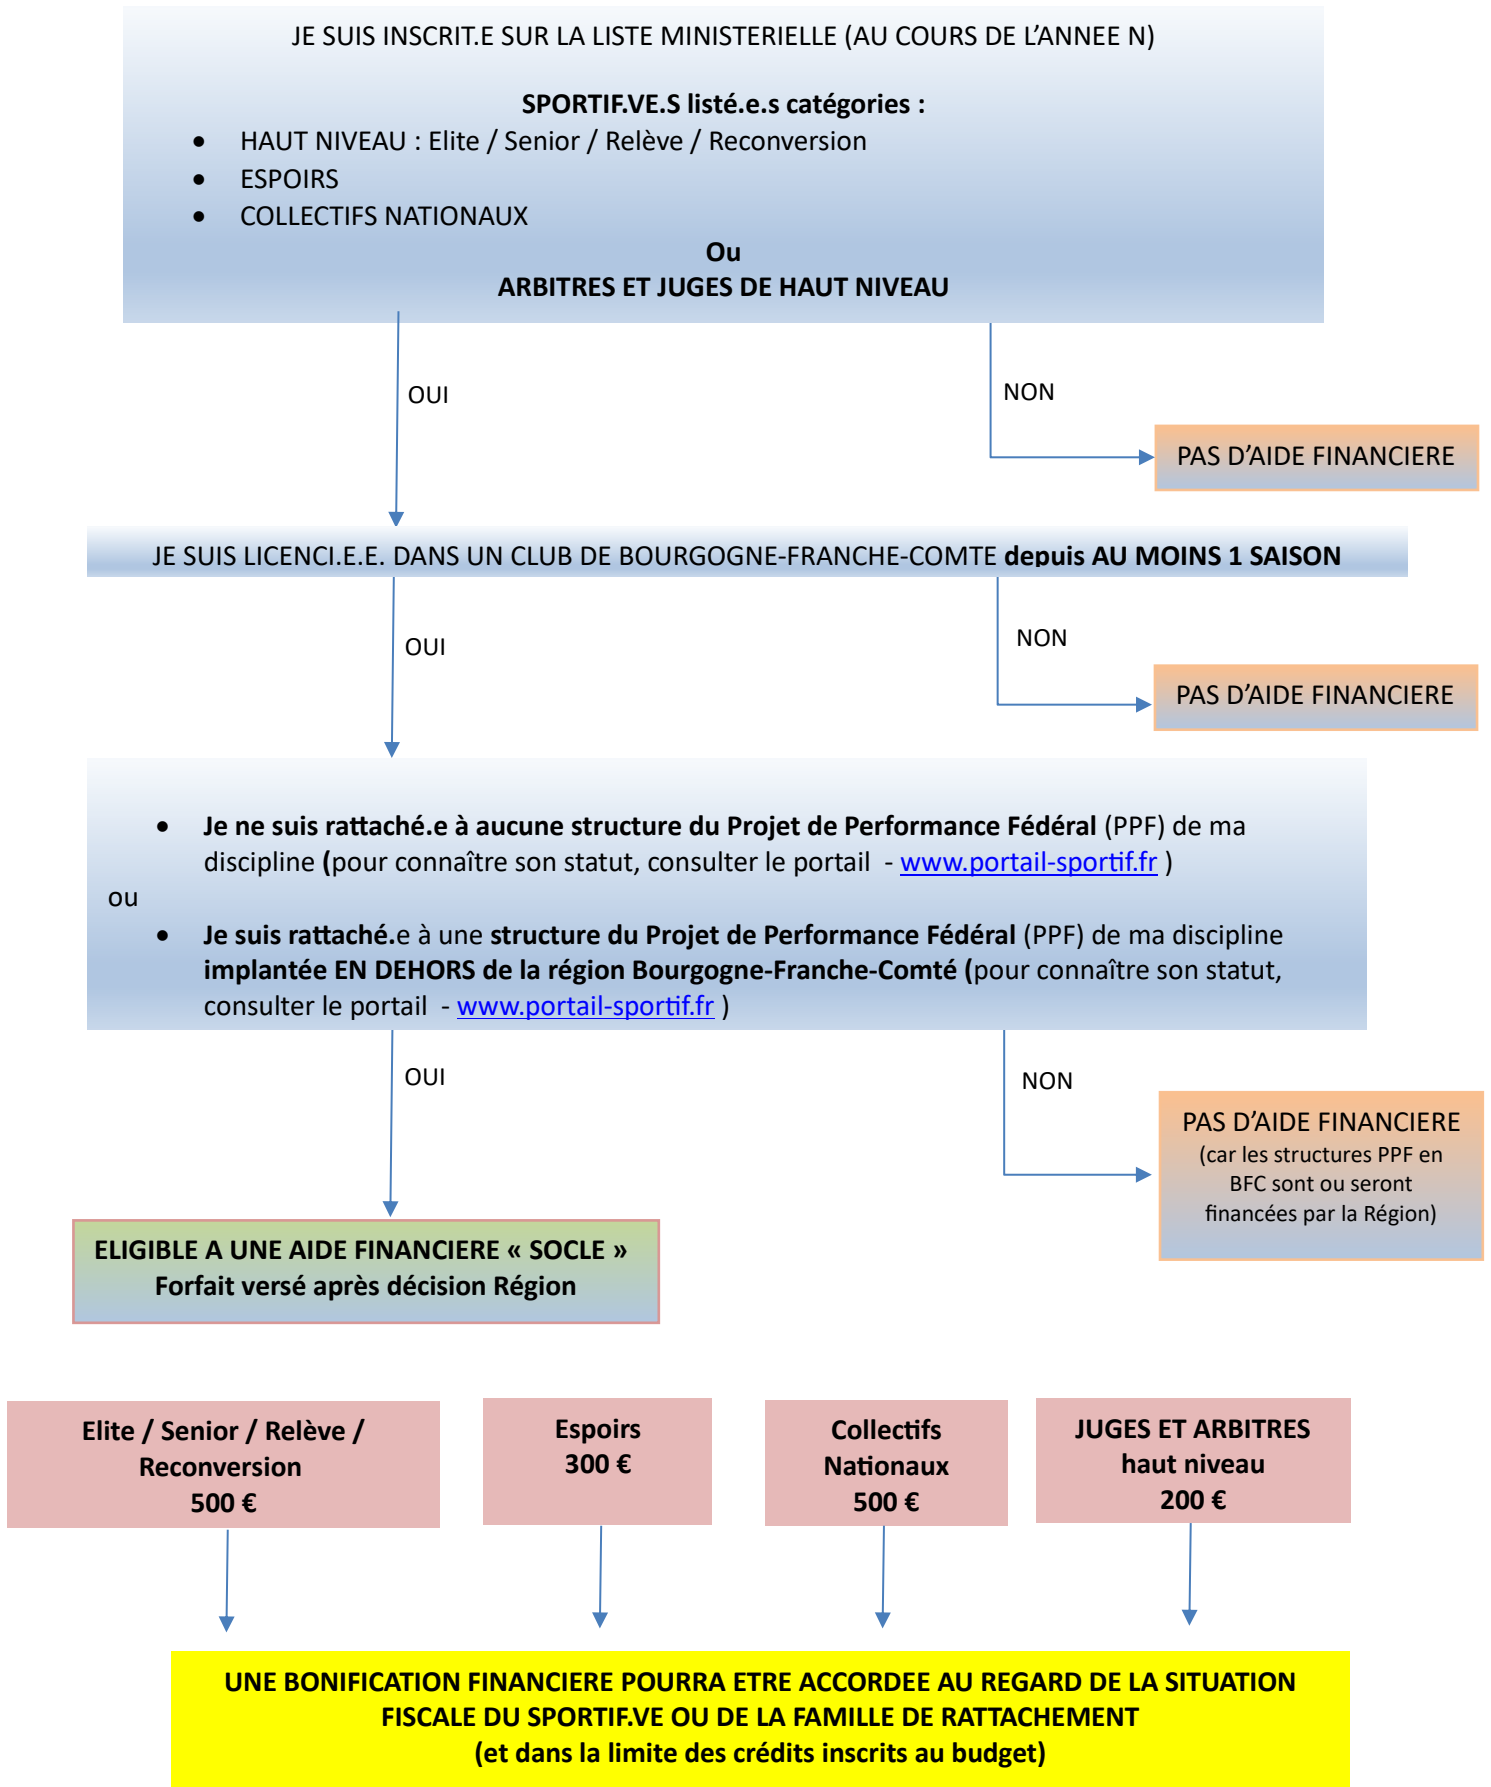 JE SUIS INSCRIT.E SUR LA LISTE MINISTERIELLE (AU COURS DE L’ANNEE N)
SPORTIF.VE.S listé.e.s catégories :
• HAUT NIVEAU : Elite / Senior / Relève / Reconversion
• ESPOIRS
• COLLECTIFS NATIONAUX
Ou
ARBITRES ET JUGES DE HAUT NIVEAU
OUI
NON
PAS D’AIDE FINANCIERE
JE SUIS LICENCI.E.E. DANS UN CLUB DE BOURGOGNE-FRANCHE-COMTE depuis AU MOINS 1 SAISON
OUI
NON
PAS D’AIDE FINANCIERE
• Je ne suis rattaché.e à aucune structure du Projet de Performance Fédéral (PPF) de ma
discipline (pour connaître son statut, consulter le portail - www.portail-sportif.fr )
ou
• Je suis rattaché.e à une structure du Projet de Performance Fédéral (PPF) de ma discipline
implantée EN DEHORS de la région Bourgogne-Franche-Comté (pour connaître son statut,
consulter le portail - www.portail-sportif.fr )
OUI
NON
PAS D’AIDE FINANCIERE
(car les structures PPF en
BFC sont ou seront
financées par la Région)
ELIGIBLE A UNE AIDE FINANCIERE « SOCLE »
Forfait versé après décision Région
Elite / Senior / Relève /
Reconversion
500 €
Espoirs
300 €
Collectifs
Nationaux
500 €
JUGES ET ARBITRES
haut niveau
200 €
UNE BONIFICATION FINANCIERE POURRA ETRE ACCORDEE AU REGARD DE LA SITUATION
FISCALE DU SPORTIF.VE OU DE LA FAMILLE DE RATTACHEMENT
(et dans la limite des crédits inscrits au budget)